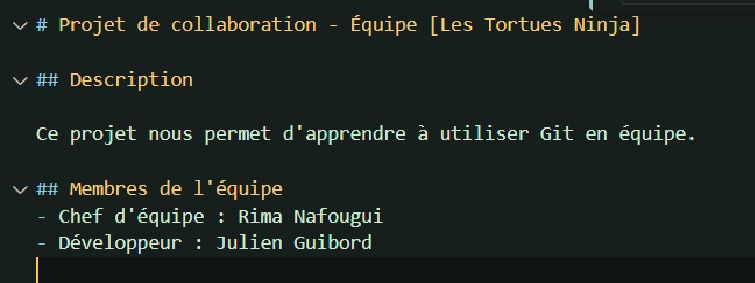 # Projet de collaboration - Équipe [Les Tortues Ninja]
## Description
Ce projet nous permet d'apprendre à utiliser Git en équipe.
## Membres de l'équipe
- Chef d'équipe : Rima Nafougui
- Développeur : Julien Guibord